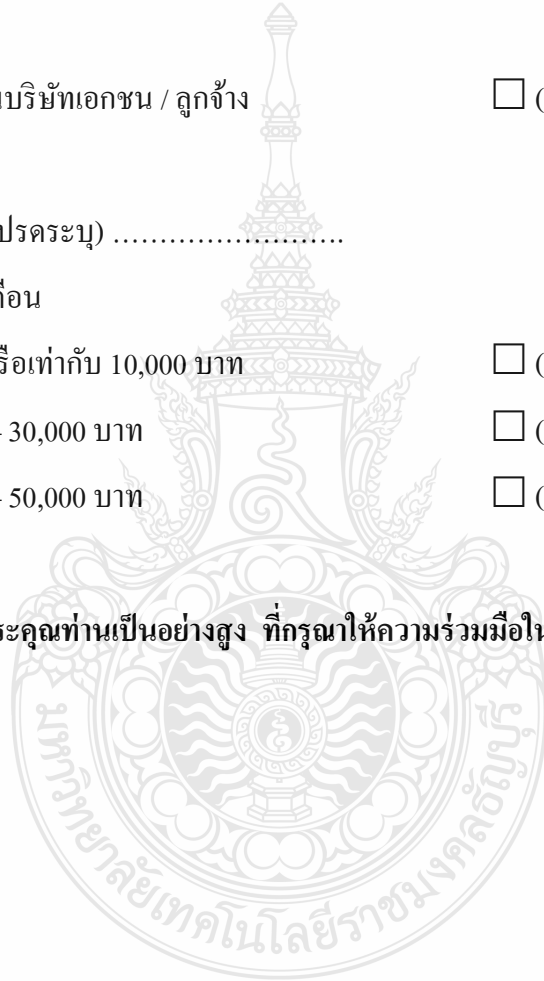 นบริษัทเอกชน / ลูกจ้าง ☐ (
ปรดระบุ) ............................
ดือน
รือเท่ากับ 10,000 บาท ☐ (
- 30,000 บาท ☐ (
- 50,000 บาท ☐ (
ระคุณท่านเป็นอย่างสูง ที่กรุณาให้ความร่วมมือใน
มหาวิทยาลัยเทคโนโลยีราชมงคลธัญบุรี